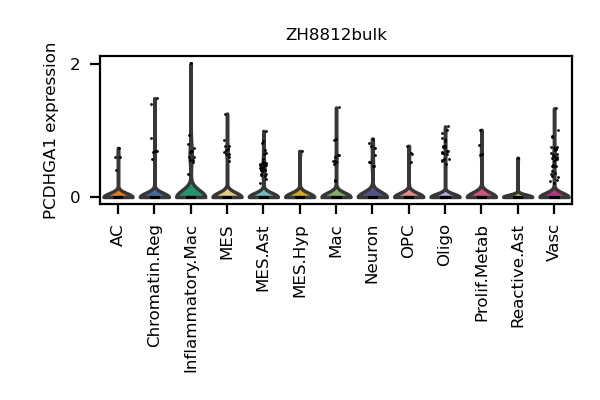 ZH8812bulk
PCDHGA1 expression
2
0
AC
Chromatin.Reg
Inflammatory.Mac
MES
MES.Ast
MES.Hyp
Mac
Neuron
OPC
Oligo
Prolif.Metab
Reactive.Ast
Vasc